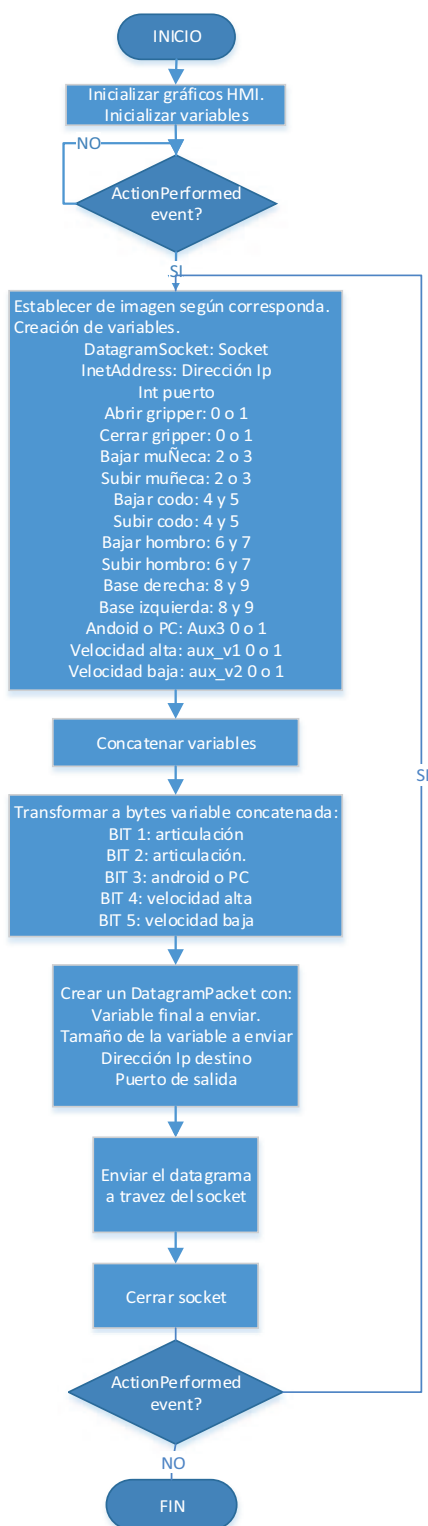 INICIO
Inicializar gráficos HMI.
Inicializar variables
NO
ActionPerformed
event?
SI
Establecer de imagen según corresponda.
Creación de variables.
DatagramSocket: Socket
InetAddress: Dirección Ip
Int puerto
Abrir gripper: 0 o 1
Cerrar gripper: 0 o 1
Bajar muÑeca: 2 o 3
Subir muñeca: 2 o 3
Bajar codo: 4 y 5
Subir codo: 4 y 5
Bajar hombro: 6 y 7
Subir hombro: 6 y 7
Base derecha: 8 y 9
Base izquierda: 8 y 9
Andoid o PC: Aux3 0 o 1
Velocidad alta: aux_v1 0 o 1
Velocidad baja: aux_v2 0 o 1
Concatenar variables
SI
Transformar a bytes variable concatenada:
BIT 1: articulación
BIT 2: articulación.
BIT 3: android o PC
BIT 4: velocidad alta
BIT 5: velocidad baja
Crear un DatagramPacket con:
Variable final a enviar.
Tamaño de la variable a enviar
Dirección Ip destino
Puerto de salida
Enviar el datagrama
a travez del socket
Cerrar socket
ActionPerformed
event?
NO
FIN